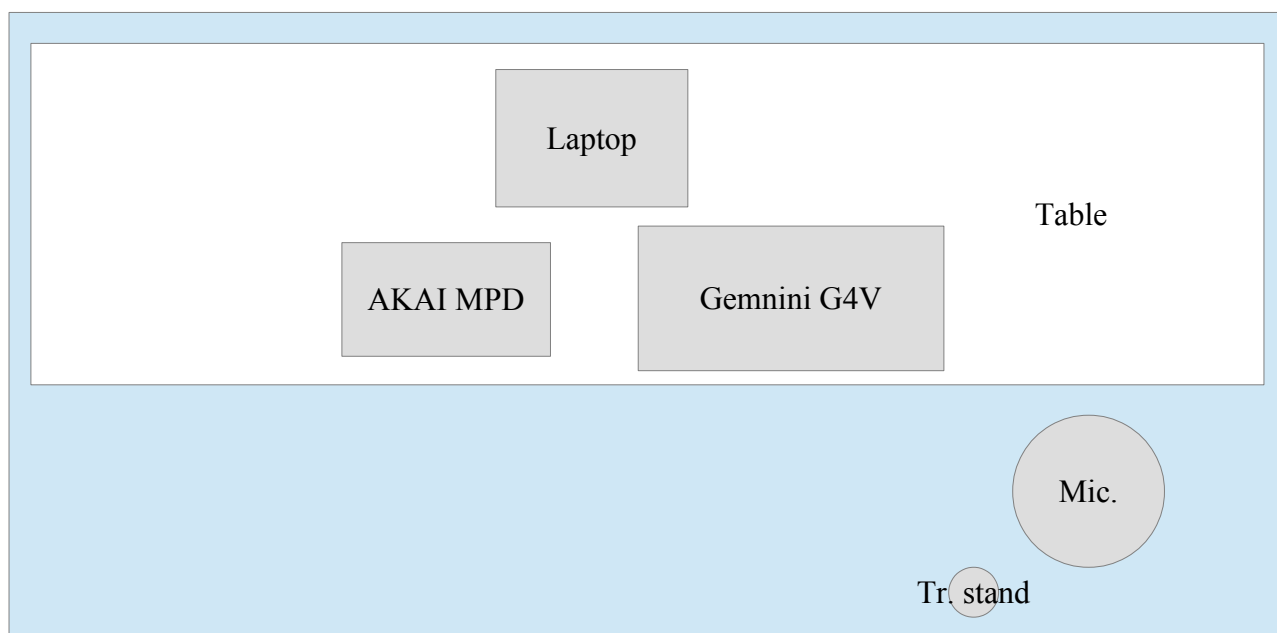 Laptop
Table
AKAI MPD
Gemnini G4V
Mic.
Tr. stand